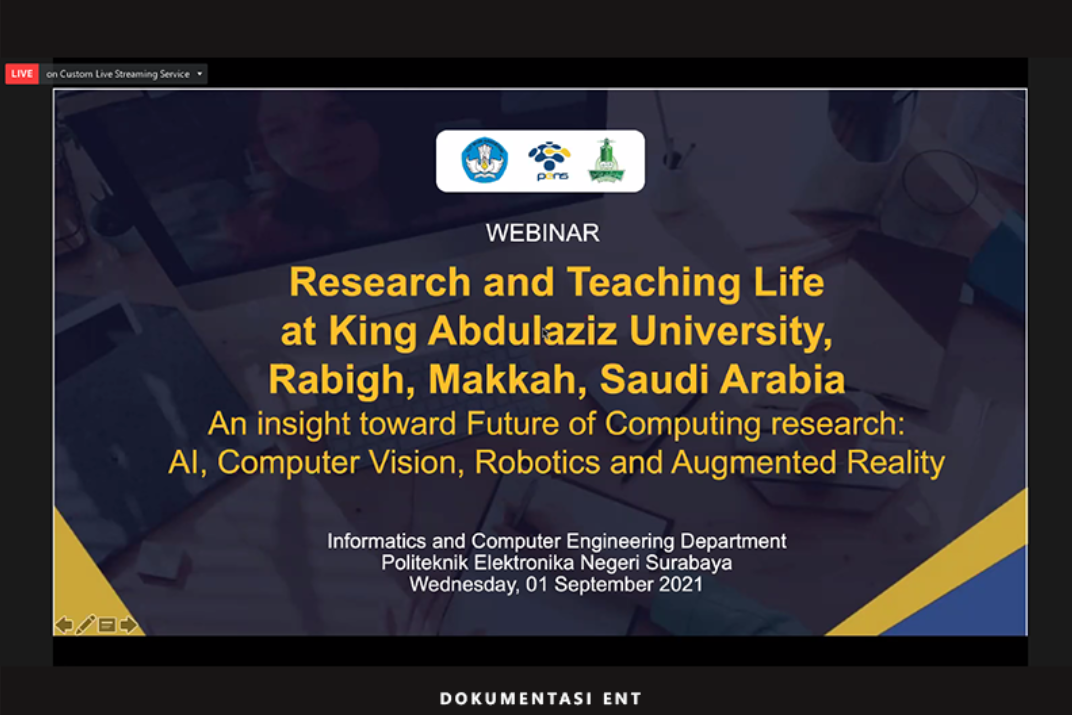 LIVE on Custom Live Streaming Service
pens
WEBINAR
Research and Teaching Life
at King Abdulaziz University,
Rabigh, Makkah, Saudi Arabia
An insight toward Future of Computing research:
AI, Computer Vision, Robotics and Augmented Reality
Informatics and Computer Engineering Department
Politeknik Elektronika Negeri Surabaya
Wednesday, 01 September 2021
DOKUMENTASI ENT